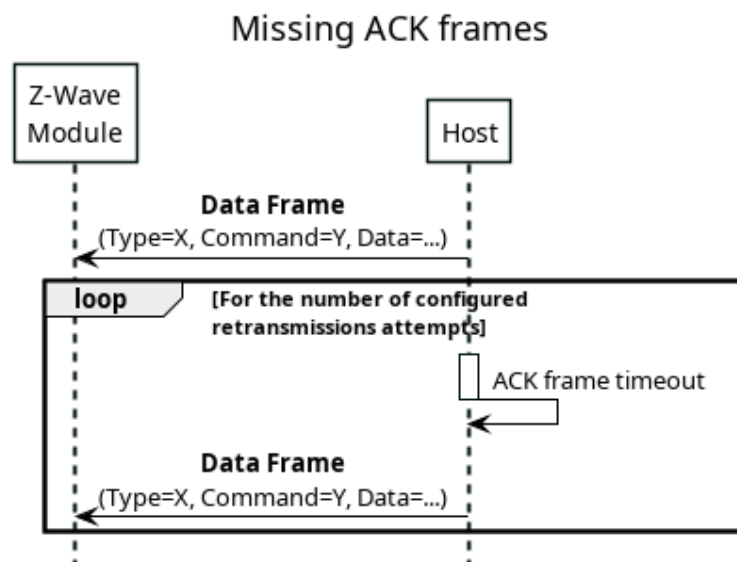 Missing ACK frames
Z-Wave
Module
Host
Data Frame
(Type=X, Command=Y, Data=...)
loop
[For the number of configured
retransmissions attempts]
ACK frame timeout
Data Frame
(Type=X, Command=Y, Data=...)